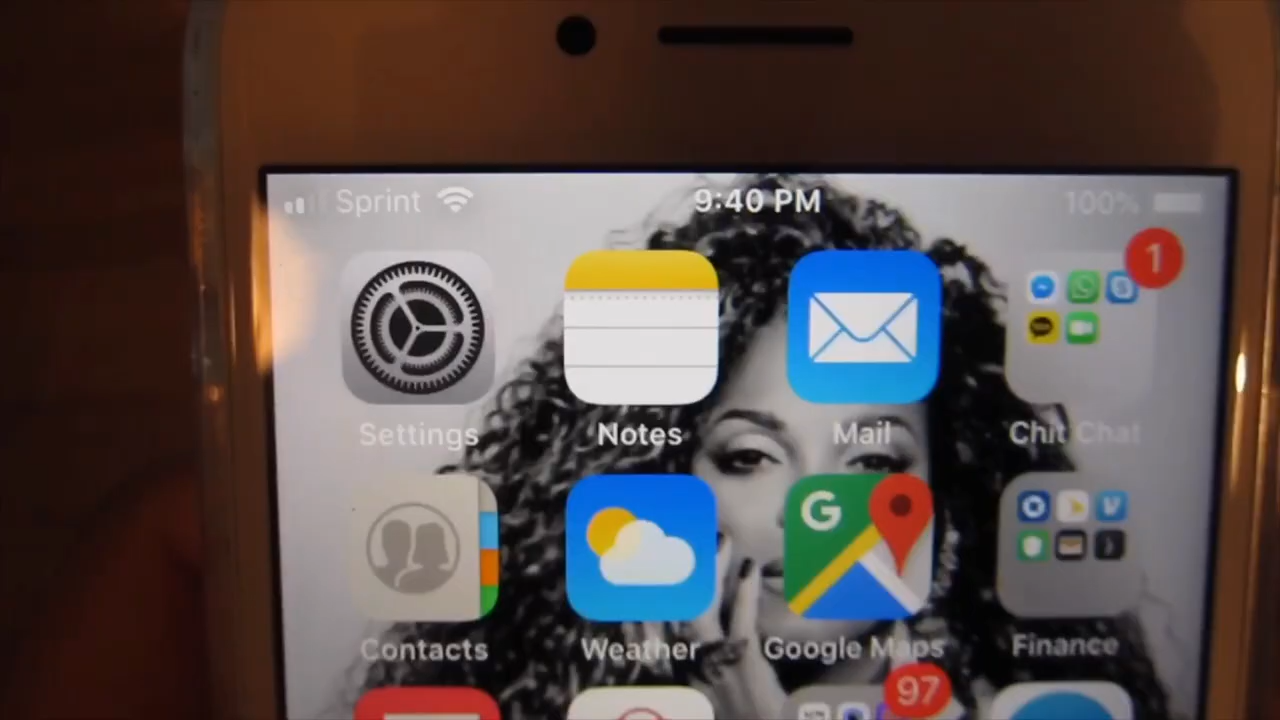 Sprint 9:40 PM 100%
1
Settings Notes Mail Chit Chat
G
Contacts Weather Google Maps Finance
97